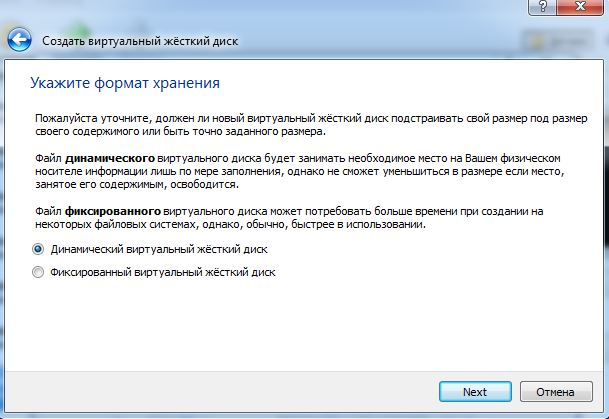 Создать виртуальный жёсткий диск
Укажите формат хранения
Пожалуйста уточните, должен ли новый виртуальный жёсткий диск подстраивать свой размер под размер
своего содержимого или быть точно заданного размера.
Файл динамического виртуального диска будет занимать необходимое место на Вашем физическом
носителе информации лишь по мере заполнения, однако не сможет уменьшиться в размере если место,
занятое его содержимым, освободится.
Файл фиксированного виртуального диска может потребовать больше времени при создании на
некоторых файловых системах, однако, обычно, быстрее в использовании.
Динамический виртуальный жёсткий диск
Фиксированный виртуальный жёсткий диск
Next
Отмена